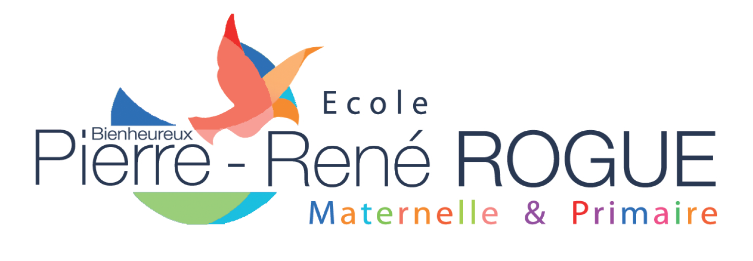 Ecole
Bienheureux
Pierre - René ROGUE
Maternelle & Primaire